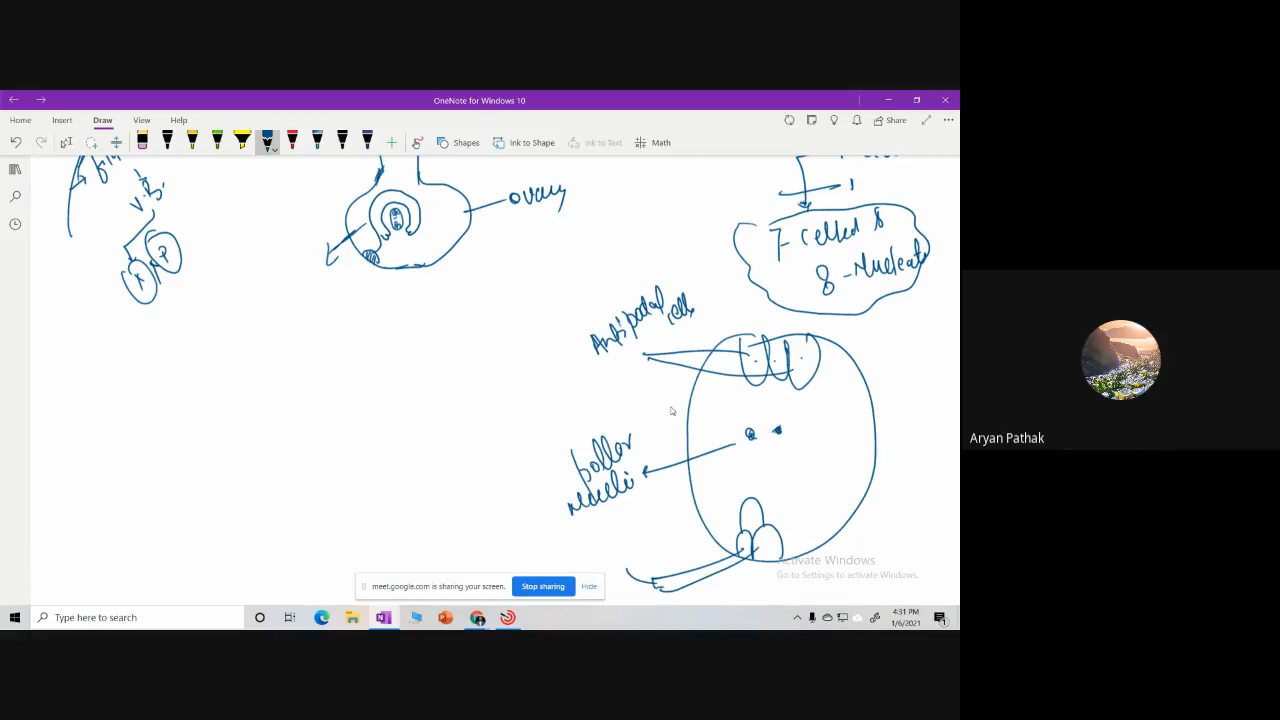 OneNote for Windows 10
Home Insert Draw View Help
Share
Shapes Ink to Shape Ink to Text Math
V.B.
ovary
7-celled &
8-Nucleate
Antipodal cells
poller
nuclei
Aryan Pathak
Activate Windows
Go to Settings to activate Windows.
meet.google.com is sharing your screen. Stop sharing Hide
Type here to search
4:31 PM
1/6/2021